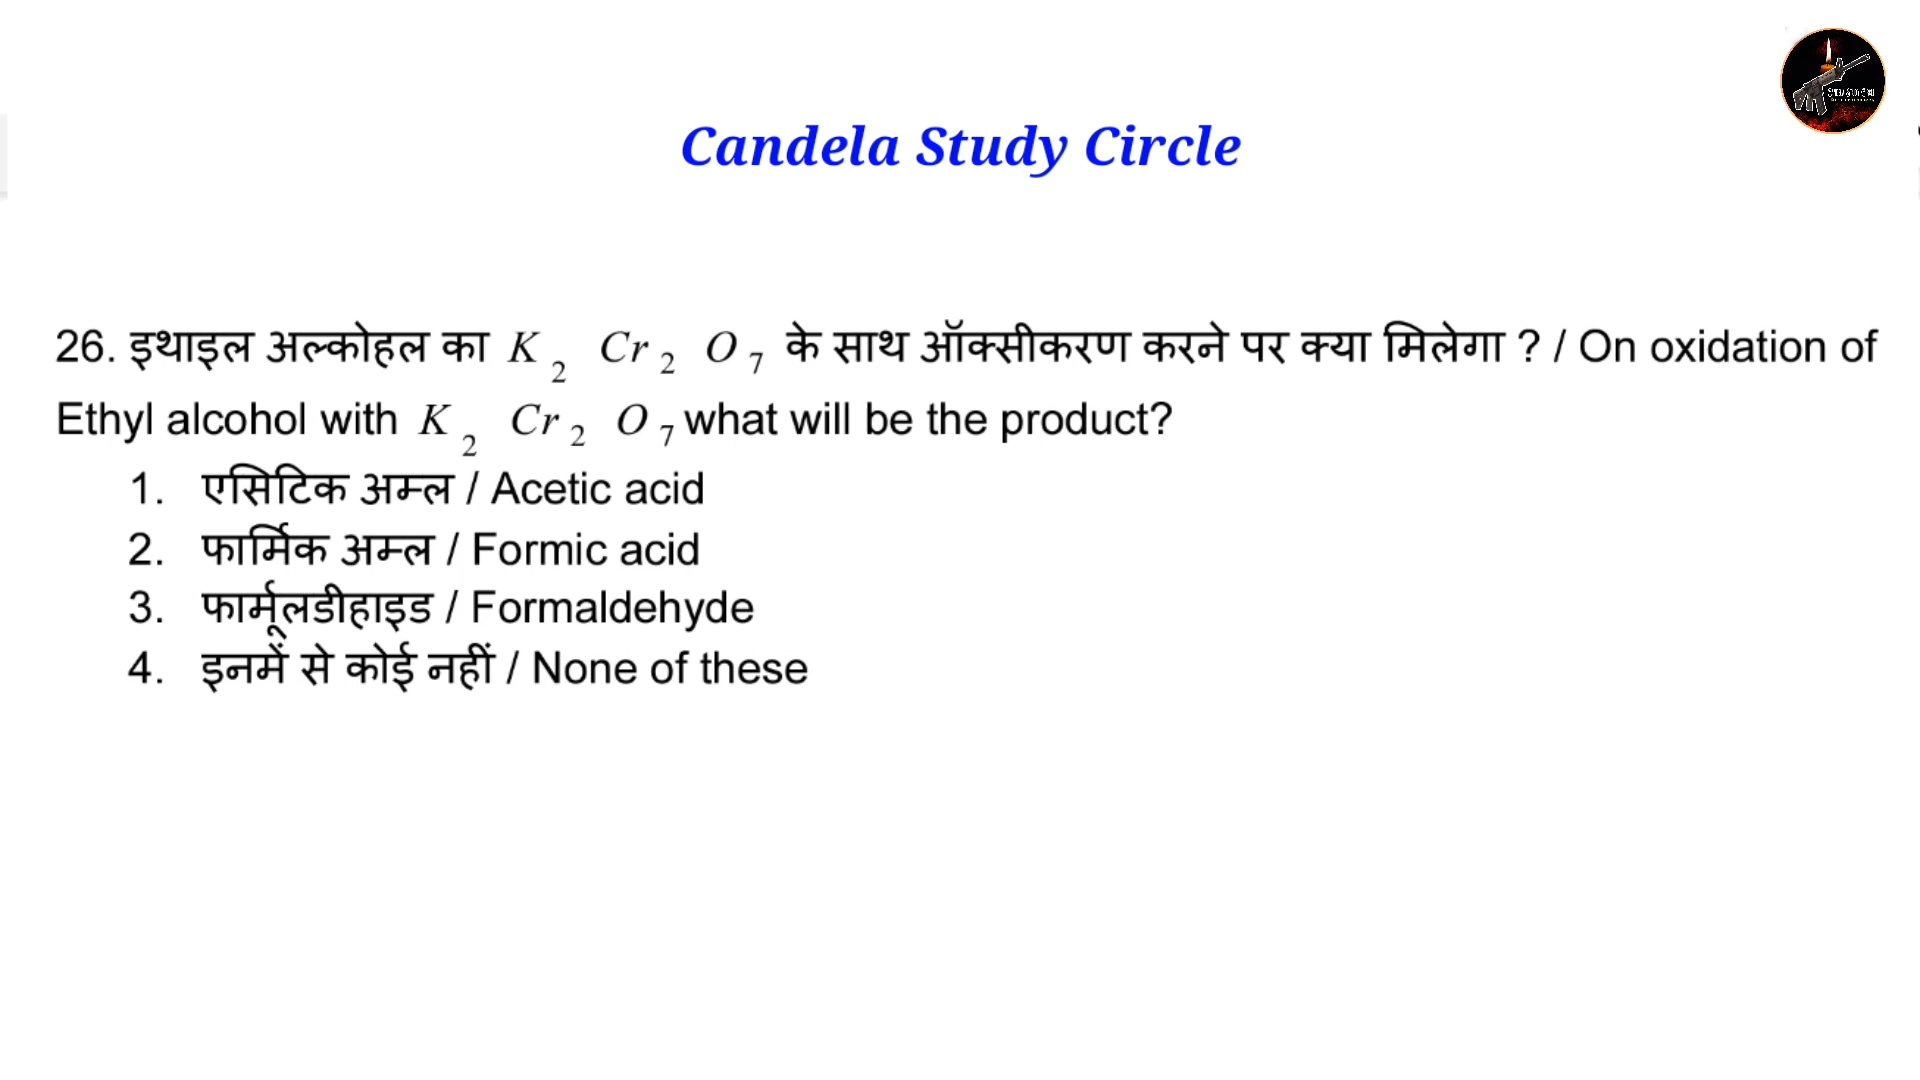 Candela Study Circle
26. इथाइल अल्कोहल का K₂ Cr₂ O₇ के साथ ऑक्सीकरण करने पर क्या मिलेगा ? / On oxidation of
Ethyl alcohol with K₂ Cr₂ O₇ what will be the product?
1. एसिटिक अम्ल / Acetic acid
2. फार्मिक अम्ल / Formic acid
3. फार्मूलडीहाइड / Formaldehyde
4. इनमें से कोई नहीं / None of these